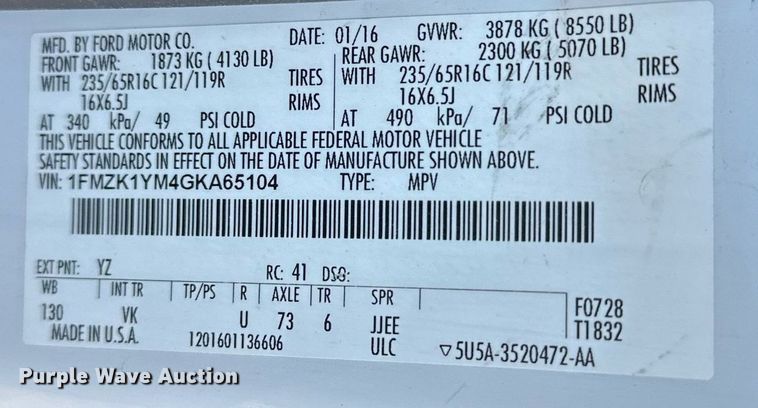 MFD. BY FORD MOTOR CO. DATE: 01/16 GVWR: 3878 KG ( 8550 LB)
FRONT GAWR: 1873 KG ( 4130 LB) REAR GAWR: 2300 KG ( 5070 LB)
WITH 235/65R16C 121/119R TIRES WITH 235/65R16C 121/119R TIRES
16X6.5J RIMS 16X6.5J RIMS
AT 340 kPa/ 49 PSI COLD AT 490 kPa/ 71 PSI COLD
THIS VEHICLE CONFORMS TO ALL APPLICABLE FEDERAL MOTOR VEHICLE
SAFETY STANDARDS IN EFFECT ON THE DATE OF MANUFACTURE SHOWN ABOVE.
VIN: 1FMZK1YM4GKA65104 TYPE: MPV
EXT PNT: YZ RC: 41 DSO:
WB INT TR TP/PS R AXLE TR SPR
130 VK U 73 6 JJEE F0728
MADE IN U.S.A. 1201601136606 ULC ▽5U5A-3520472-AA T1832
Purple Wave Auction